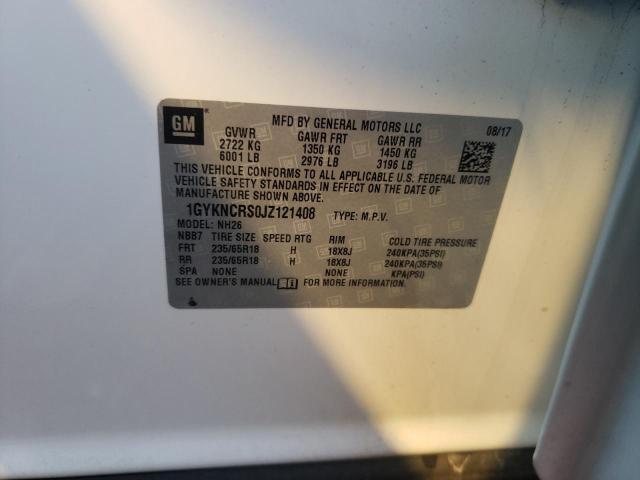 GM
MFD BY GENERAL MOTORS LLC 08/17
GVWR GAWR FRT GAWR RR
2722 KG 1350 KG 1450 KG
6001 LB 2976 LB 3196 LB
THIS VEHICLE CONFORMS TO ALL APPLICABLE U.S. FEDERAL MOTOR
VEHICLE SAFETY STANDARDS IN EFFECT ON THE DATE OF
MANUFACTURE SHOWN ABOVE.
1GYKNCRS0JZ121408 TYPE: M.P.V.
MODEL: NH26
NBB7 TIRE SIZE SPEED RTG RIM COLD TIRE PRESSURE
FRT 235/65R18 H 18X8J 240KPA(35PSI)
RR 235/65R18 H 18X8J 240KPA(35PSI)
SPA NONE NONE KPA(PSI)
SEE OWNER'S MANUAL FOR MORE INFORMATION.